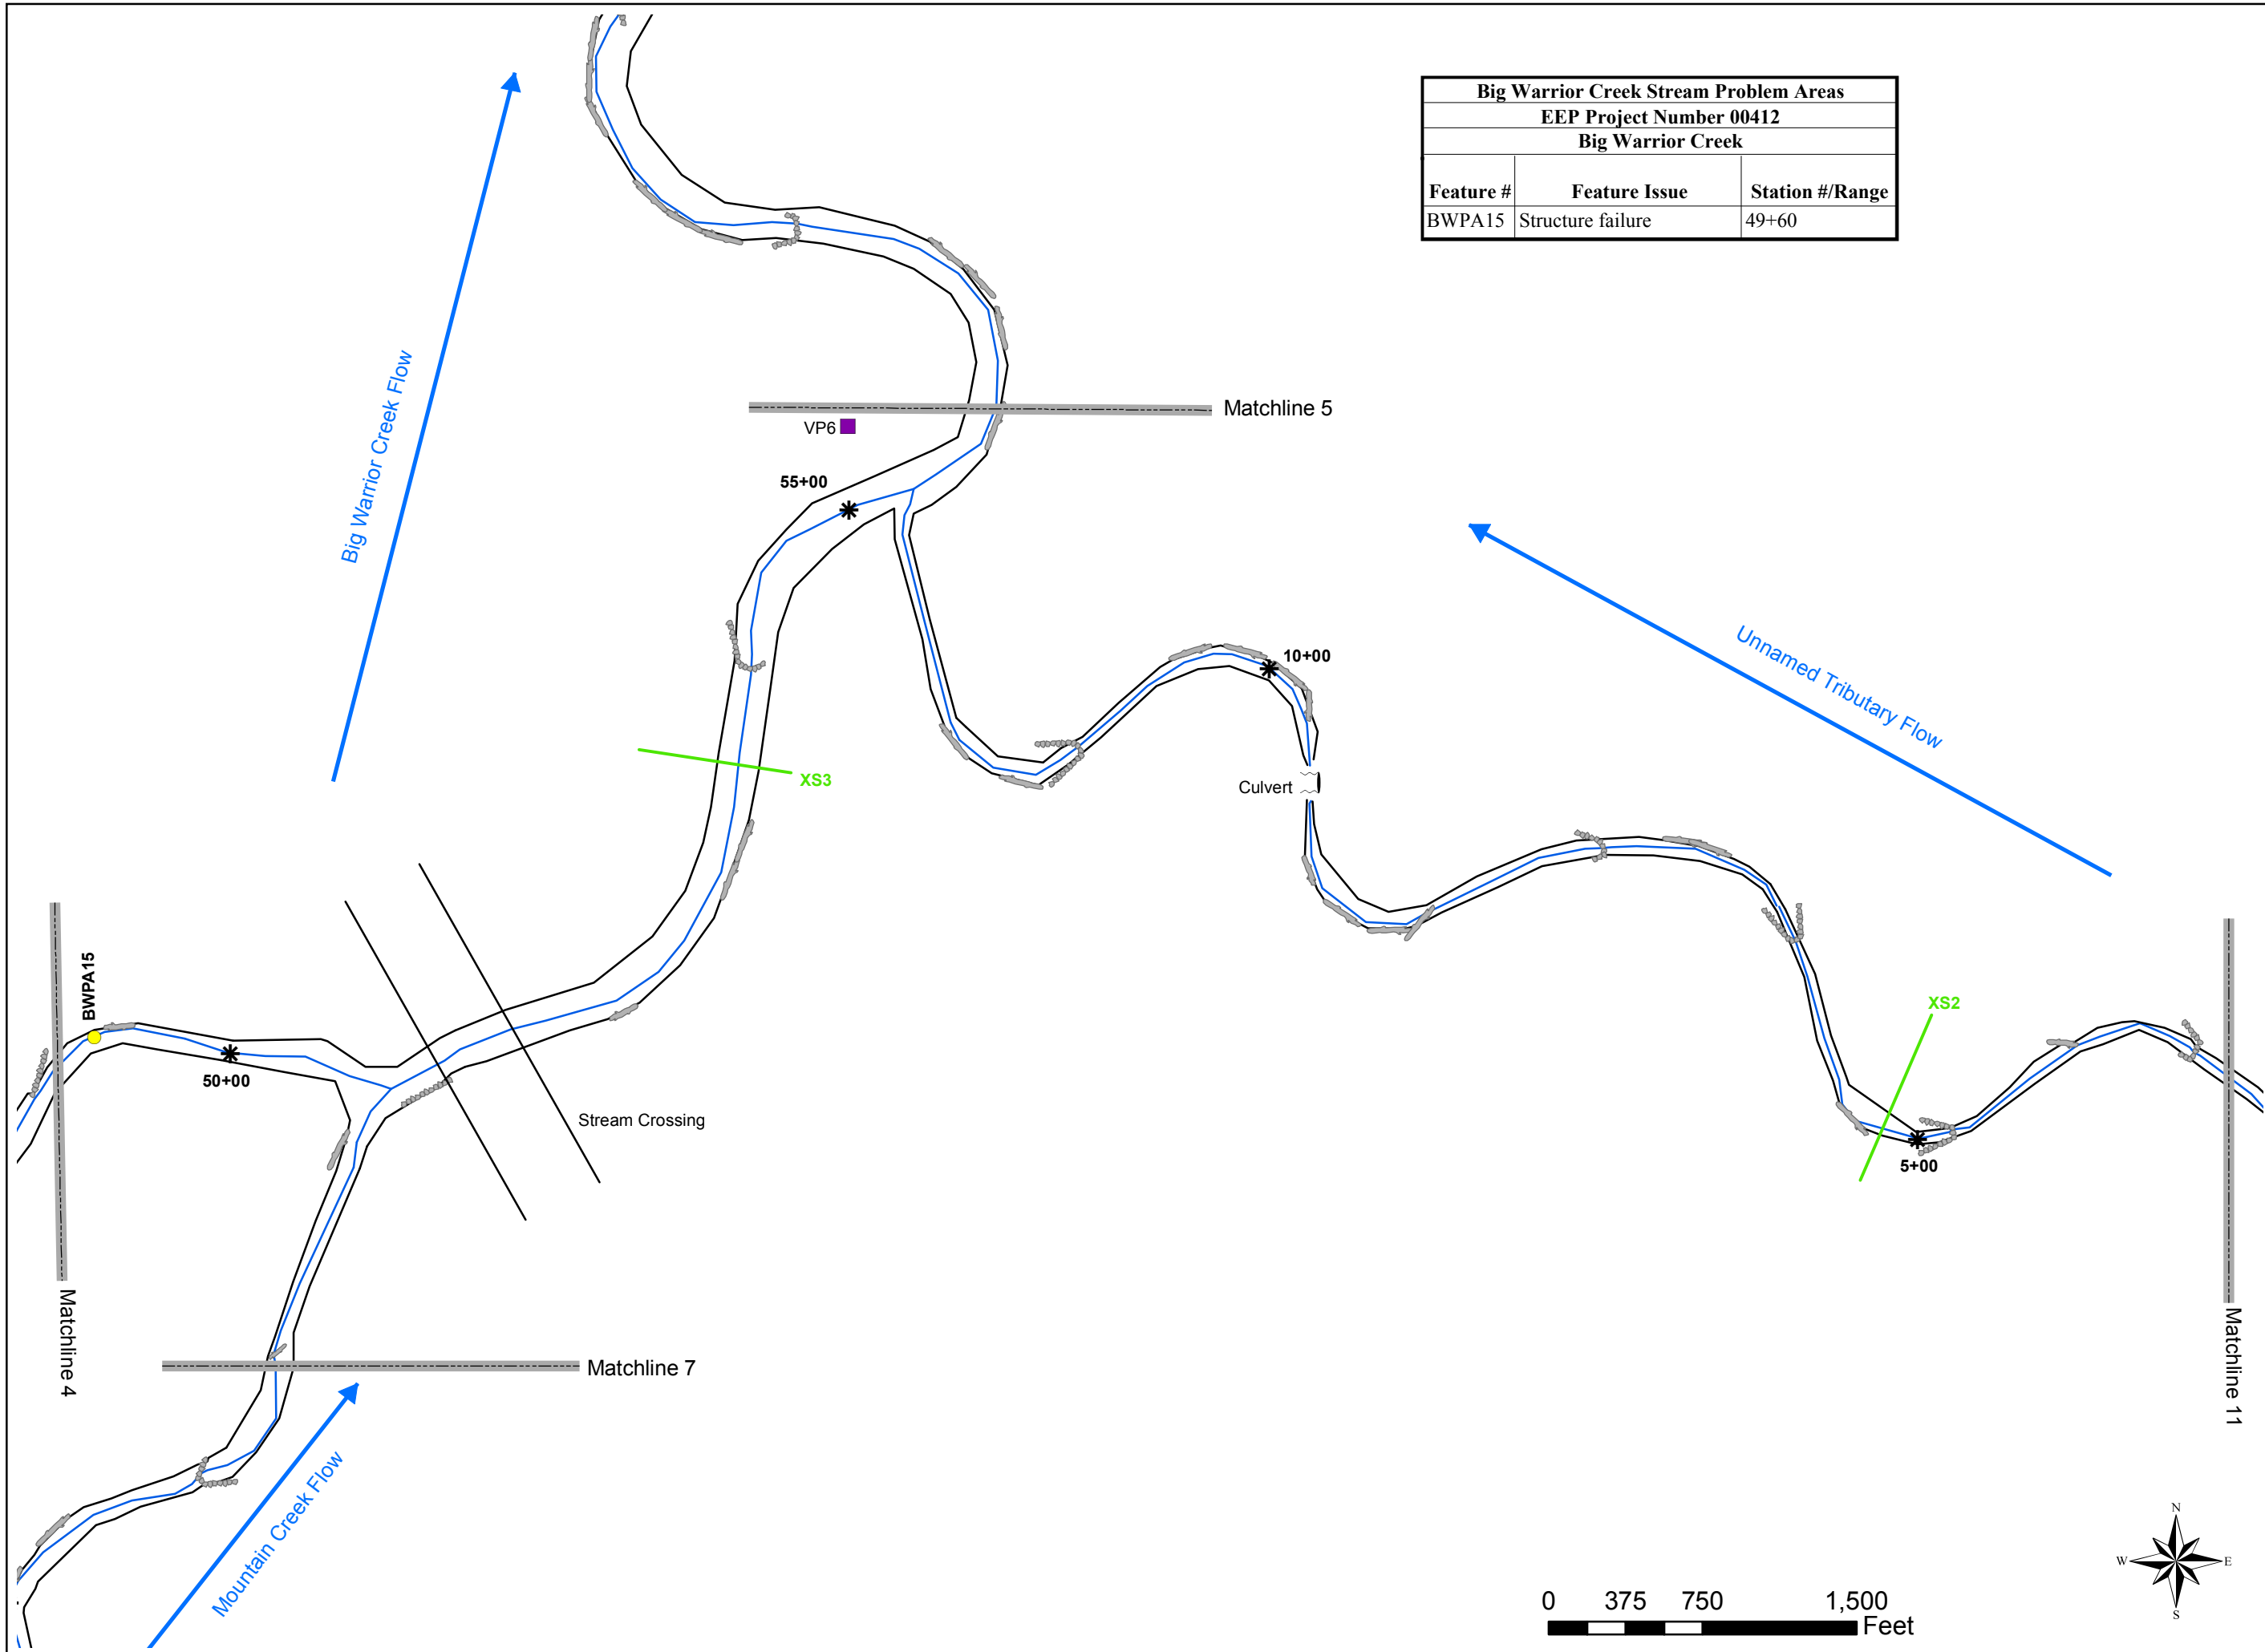 Big Warrior Creek Stream Problem Areas
EEP Project Number 00412
Big Warrior Creek
Feature # Feature Issue Station #/Range
BWPA15 Structure failure 49+60
Big Warrior Creek Flow
Matchline 5
VP6
55+00
Unnamed Tributary Flow
10+00
XS3
Culvert
BWPA15
XS2
50+00
Stream Crossing
5+00
Matchline 4
Matchline 7
Matchline 11
Mountain Creek Flow
N
W E
S
0 375 750 1,500
Feet